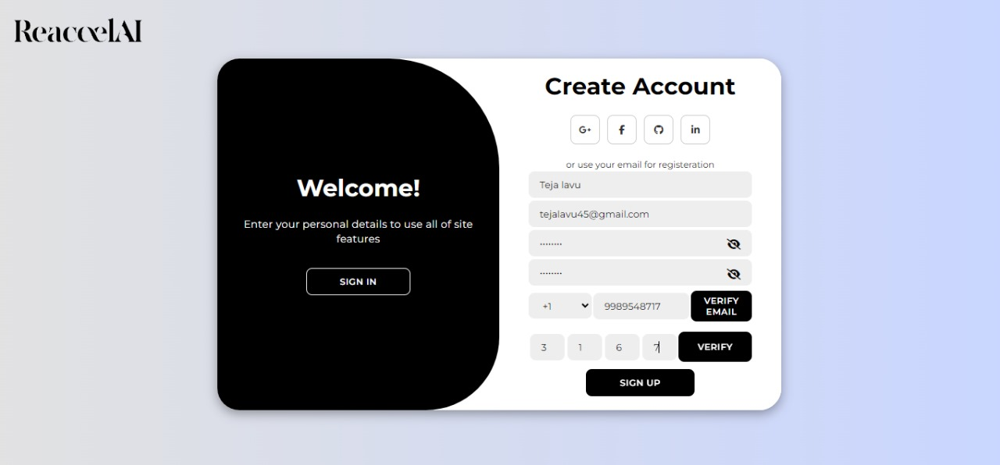 ReaccelAI
Welcome!
Enter your personal details to use all of site
features
SIGN IN
Create Account
G+
f
in
or use your email for registeration
Teja lavu
tejalavu45@gmail.com
........
........
+1 9989548717 VERIFY
EMAIL
3 1 6 7 VERIFY
SIGN UP